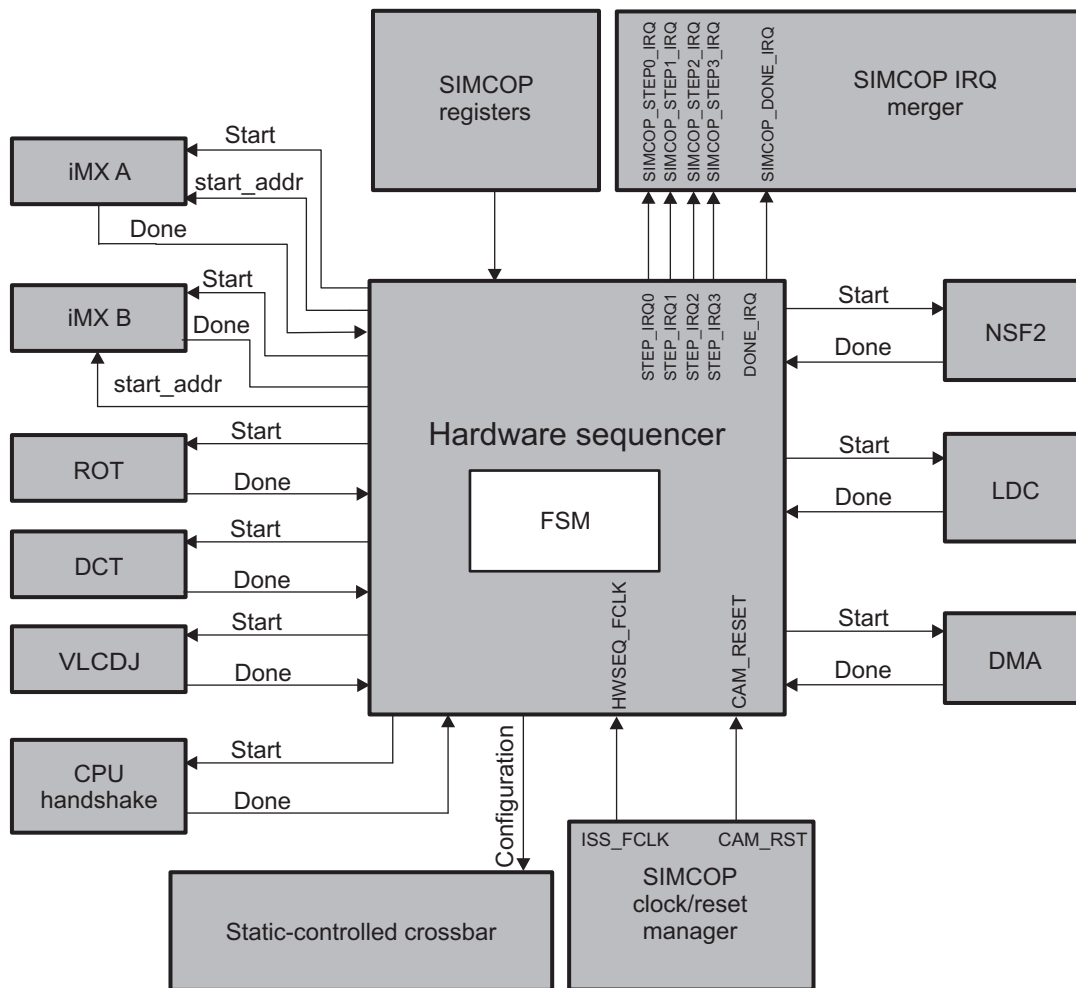 SIMCOP
registers
SIMCOP_STEP0_IRQ
SIMCOP_STEP1_IRQ
SIMCOP_STEP2_IRQ
SIMCOP_STEP3_IRQ
SIMCOP_DONE_IRQ
SIMCOP IRQ
merger
iMX A
Start
start_addr
Done
iMX B
Start
Done
start_addr
ROT
Start
Done
DCT
Start
Done
VLCDJ
Start
Done
CPU
handshake
Start
Done
STEP_IRQ0
STEP_IRQ1
STEP_IRQ2
STEP_IRQ3
DONE_IRQ
Hardware sequencer
FSM
HWSEQ_FCLK
CAM_RESET
Start
Done
NSF2
Start
Done
LDC
Start
Done
DMA
Configuration
Static-controlled crossbar
ISS_FCLK
CAM_RST
SIMCOP
clock/reset
manager